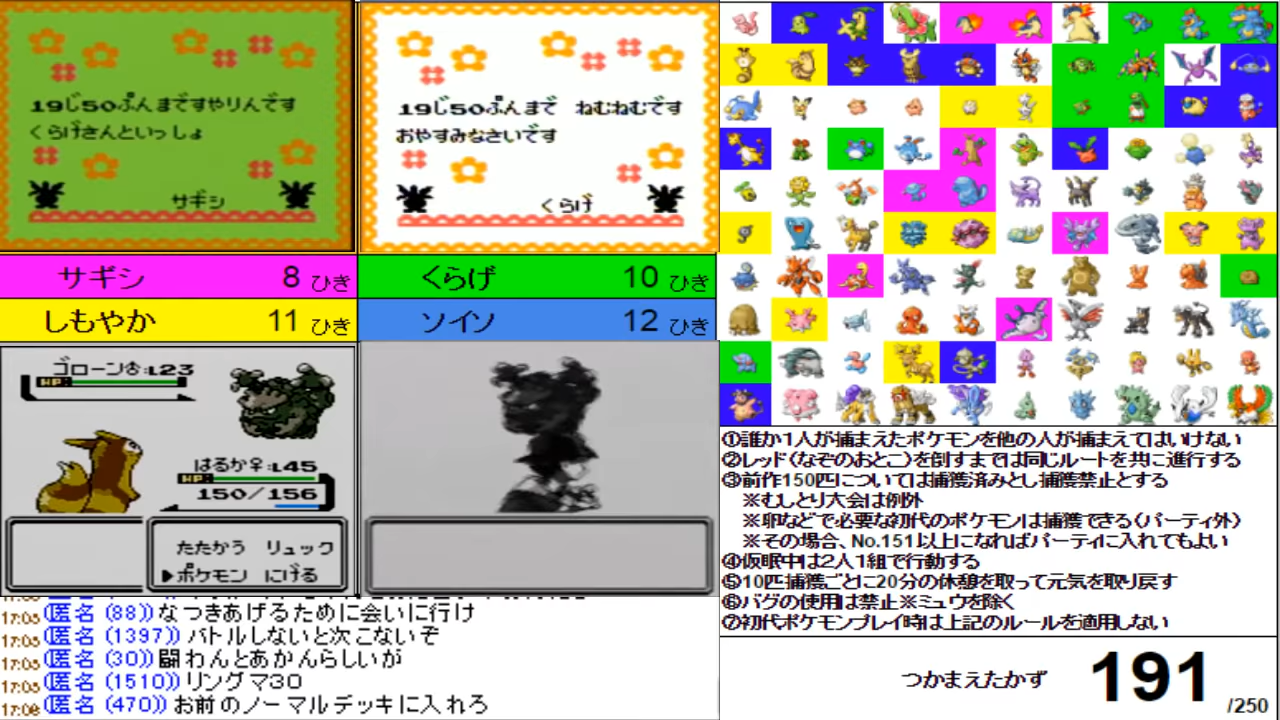 19じ50ぷんまですやりんです
くらげさんといっしょ
サギシ
19じ50ぷんまで ねむねむです
おやすみなさいです
くらげ
サギシ 8 ひき
くらげ 10 ひき
しもやか 11 ひき
ソイソ 12 ひき
ゴローン♂:L23
HP:
はるか♀:L45
HP:
150/156
たたかう リュック
▶ポケモン にげる
17:05 (匿名 (88)) なつきあげるために会いに行け
17:05 (匿名 (1397)) バトルしないと次こないぞ
17:05 (匿名 (30)) 闘わんとあかんらしいが
17:05 (匿名 (1510)) リングマ30
17:06 (匿名 (470)) お前のノーマルデッキに入れろ
①誰か1人が捕まえたポケモンを他の人が捕まえてはいけない
②レッド(なぞのおとこ)を倒すまでは同じルートを共に進行する
③前作150匹については捕獲済みとし捕獲禁止とする
※むしとり大会は例外
※卵などで必要な初代のポケモンは捕獲できる(パーティ外)
※その場合、No.151以上になればパーティに入れてもよい
④仮眠中は2人1組で行動する
⑤10匹捕獲ごとに20分の休憩を取って元気を取り戻す
⑥バグの使用は禁止※ミュウを除く
⑦初代ポケモンプレイ時は上記のルールを適用しない
つかまえたかず 191 /250